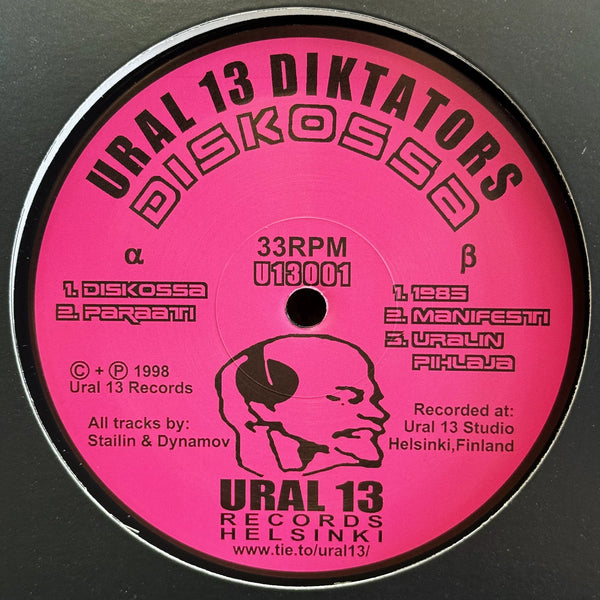 URAL 13 DIKTATORS
DISKOSSA
α
1. DISKOSSA
2. PARAATI
33RPM
U13001
β
1. 1985
2. MANIFESTI
3. URALIN
PIHLAJA
© + ℗ 1998
Ural 13 Records
All tracks by:
Stailin & Dynamov
Recorded at:
Ural 13 Studio
Helsinki,Finland
URAL 13
RECORDS
HELSINKI
www.tie.to/ural13/